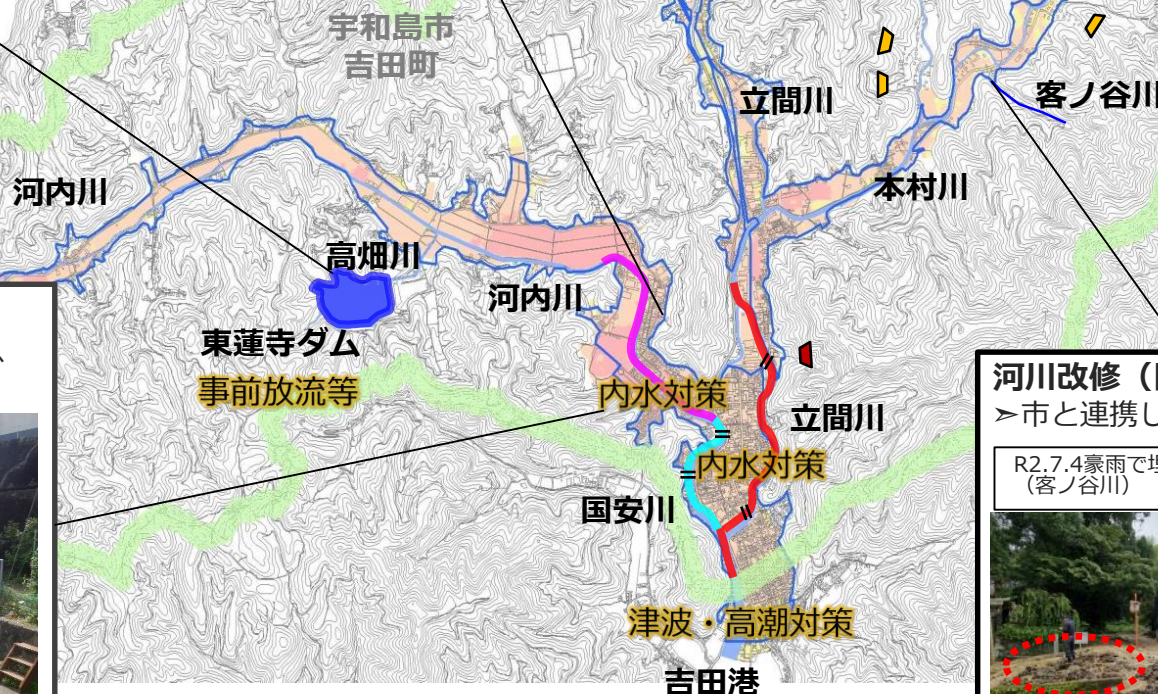 宇和島市
吉田町
立間川
客ノ谷川
河内川
本村川
高畑川
河内川
東蓮寺ダム
事前放流等
内水対策
立間川
内水対策
国安川
津波・高潮対策
吉田港
河川改修（
➢市と連携し
R2.7.4豪雨で
（客ノ谷川）